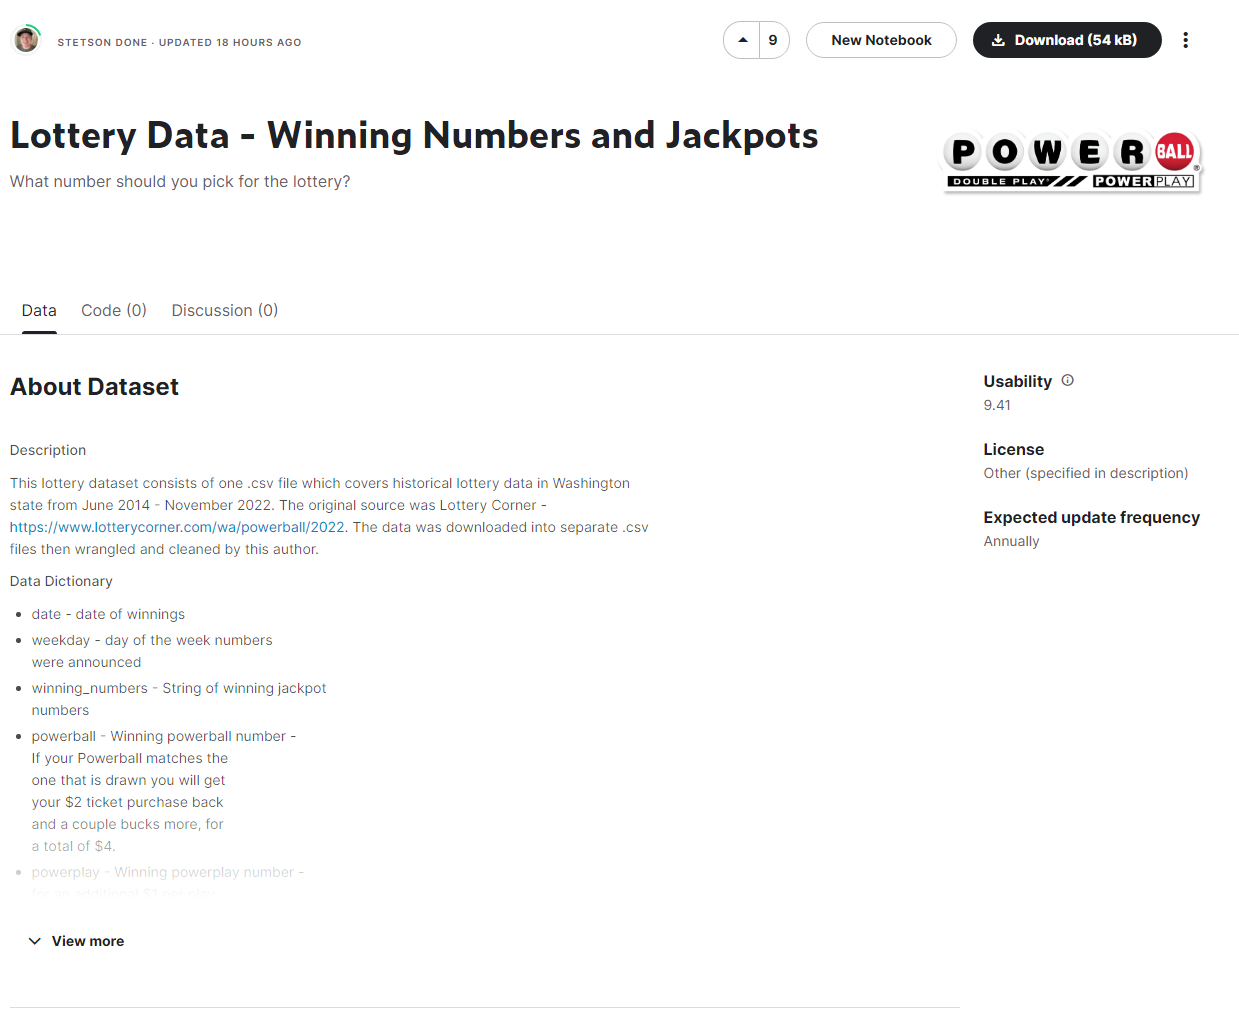 STETSON DONE · UPDATED 18 HOURS AGO
9
New Notebook
Download (54 kB)
Lottery Data - Winning Numbers and Jackpots
What number should you pick for the lottery?
POWER BALL
DOUBLE PLAY POWERPLAY
Data
Code (0)
Discussion (0)
About Dataset
Description
This lottery dataset consists of one .csv file which covers historical lottery data in Washington
state from June 2014 - November 2022. The original source was Lottery Corner -
https://www.lotterycorner.com/wa/powerball/2022. The data was downloaded into separate .csv
files then wrangled and cleaned by this author.
Data Dictionary
date - date of winnings
weekday - day of the week numbers
were announced
winning_numbers - String of winning jackpot
numbers
powerball - Winning powerball number -
If your Powerball matches the
one that is drawn you will get
your $2 ticket purchase back
and a couple bucks more, for
a total of $4.
powerplay - Winning powerplay number -
for an additional $1 per play
View more
Usability
9.41
License
Other (specified in description)
Expected update frequency
Annually